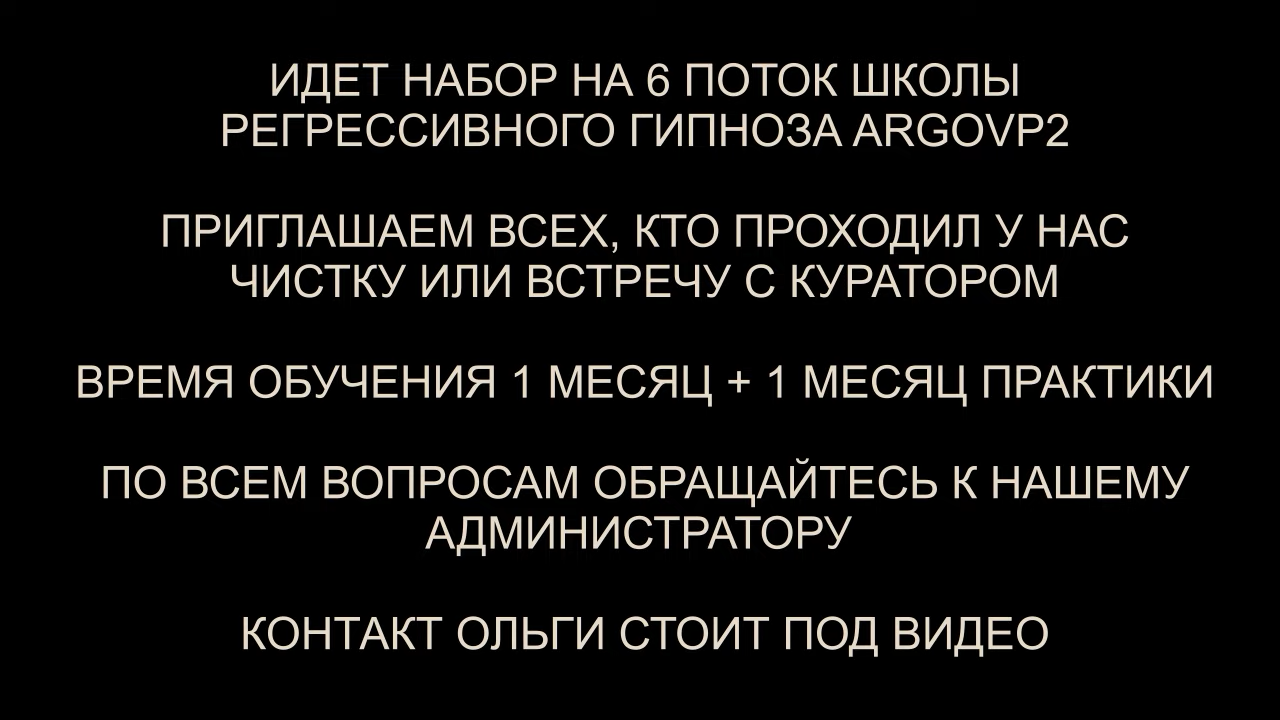 ИДЕТ НАБОР НА 6 ПОТОК ШКОЛЫ
РЕГРЕССИВНОГО ГИПНОЗА ARGOVP2
ПРИГЛАШАЕМ ВСЕХ, КТО ПРОХОДИЛ У НАС
ЧИСТКУ ИЛИ ВСТРЕЧУ С КУРАТОРОМ
ВРЕМЯ ОБУЧЕНИЯ 1 МЕСЯЦ + 1 МЕСЯЦ ПРАКТИКИ
ПО ВСЕМ ВОПРОСАМ ОБРАЩАЙТЕСЬ К НАШЕМУ
АДМИНИСТРАТОРУ
КОНТАКТ ОЛЬГИ СТОИТ ПОД ВИДЕО